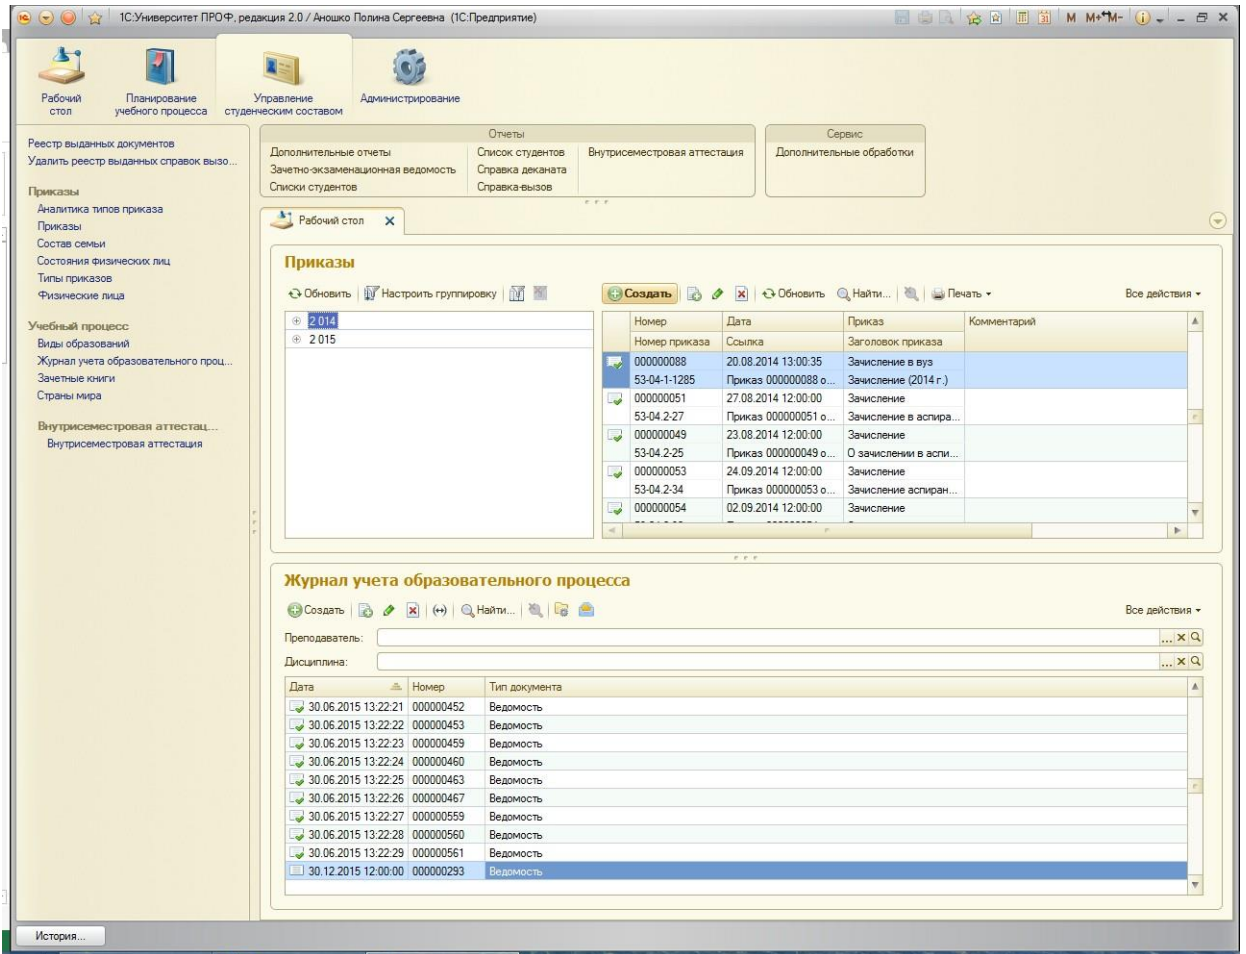 1С:Университет ПРОФ, редакция 2.0 / Аношко Полина Сергеевна (1С:Предприятие)
M M+ M-
Рабочий стол
Планирование учебного процесса
Управление студенческим составом
Администрирование
Реестр выданных документов
Удалить реестр выданных справок вызо...
Приказы
Аналитика типов приказа
Приказы
Состав семьи
Состояния физических лиц
Типы приказов
Физические лица
Учебный процесс
Виды образований
Журнал учета образовательного проц...
Зачетные книги
Страны мира
Внутрисеместровая аттестац...
Внутрисеместровая аттестация
Отчеты
Дополнительные отчеты Список студентов Внутрисеместровая аттестация
Зачетно-экзаменационная ведомость Справка деканата
Списки студентов Справка-вызов
Сервис
Дополнительные обработки
Рабочий стол
Приказы
Обновить Настроить группировку
2 014
2 015
Создать Обновить Найти... Печать Все действия
Номер Дата Приказ Комментарий
Номер приказа Ссылка Заголовок приказа
000000088 20.08.2014 13:00:35 Зачисление в вуз
53-04-1-1285 Приказ 000000088 о... Зачисление (2014 г.)
000000051 27.08.2014 12:00:00 Зачисление
53-04.2-27 Приказ 000000051 о... Зачисление в аспира...
000000049 23.08.2014 12:00:00 Зачисление
53-04.2-25 Приказ 000000049 о... О зачислении в аспи...
000000053 24.09.2014 12:00:00 Зачисление
53-04.2-34 Приказ 000000053 о... Зачисление аспиран...
000000054 02.09.2014 12:00:00 Зачисление
Журнал учета образовательного процесса
Создать Найти... Все действия
Преподаватель:
Дисциплина:
Дата Номер Тип документа
30.06.2015 13:22:21 000000452 Ведомость
30.06.2015 13:22:22 000000453 Ведомость
30.06.2015 13:22:23 000000459 Ведомость
30.06.2015 13:22:24 000000460 Ведомость
30.06.2015 13:22:25 000000463 Ведомость
30.06.2015 13:22:26 000000467 Ведомость
30.06.2015 13:22:27 000000559 Ведомость
30.06.2015 13:22:28 000000560 Ведомость
30.06.2015 13:22:29 000000561 Ведомость
30.12.2015 12:00:00 000000293 Ведомость
История...